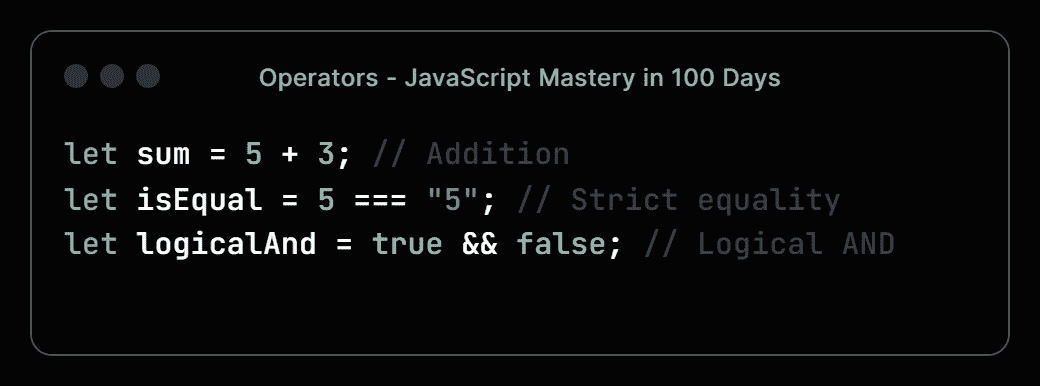 Operators - JavaScript Mastery in 100 Days
let sum = 5 + 3; // Addition
let isEqual = 5 === "5"; // Strict equality
let logicalAnd = true && false; // Logical AND